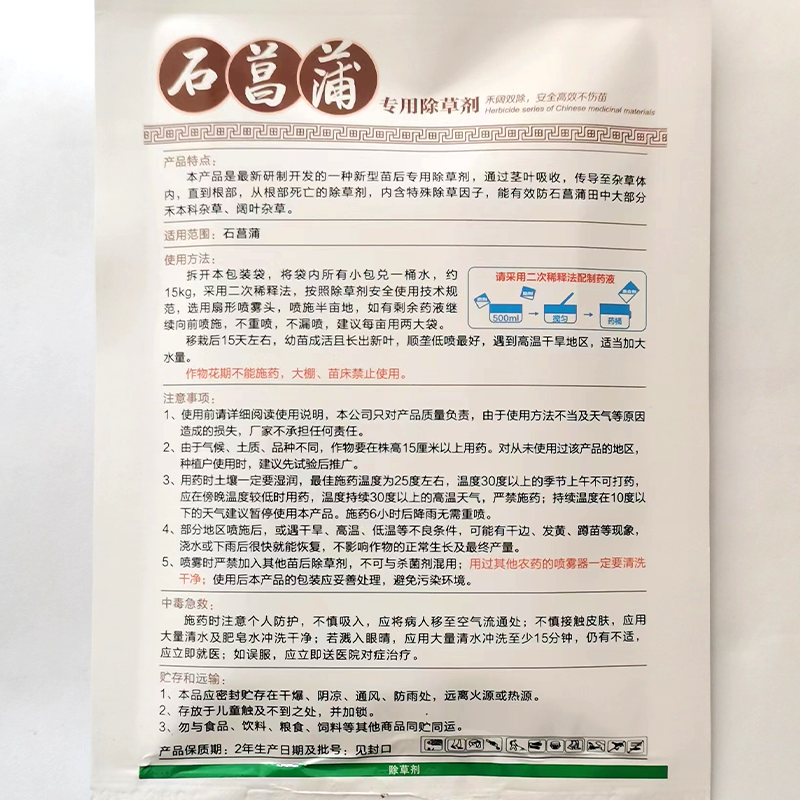 石菖蒲
专用除草剂
禾阔双除，安全高效不伤苗
Herbicide series of Chinese medicinal materials
产品特点：
本产品是最新研制开发的一种新型苗后专用除草剂，通过茎叶吸收，传导至杂草体
内，直到根部，从根部死亡的除草剂，内含特殊除草因子，能有效防石菖蒲田中大部分
禾本科杂草、阔叶杂草。
适用范围：石菖蒲
使用方法：
拆开本包装袋，将袋内所有小包兑一桶水，约
15kg，采用二次稀释法，按照除草剂安全使用技术规
范，选用扇形喷雾头，喷施半亩地，如有剩余药液继
续向前喷施，不重喷，不漏喷，建议每亩用两大袋。
请采用二次稀释法配制药液
500ml
搅匀
药桶
移栽后15天左右，幼苗成活且长出新叶，顺垄低喷最好，遇到高温干旱地区，适当加大
水量。
作物花期不能施药，大棚、苗床禁止使用。
注意事项：
1、使用前请详细阅读使用说明，本公司只对产品质量负责，由于使用方法不当及天气等原因
造成的损失，厂家不承担任何责任。
2、由于气候、土质、品种不同，作物要在株高15厘米以上用药。对从未使用过该产品的地区，
种植户使用时，建议先试验后推广。
3、用药时土壤一定要湿润，最佳施药温度为25度左右，温度30度以上的季节上午不可打药，
应在傍晚温度较低时用药，温度持续30度以上的高温天气，严禁施药；持续温度在10度以
下的天气建议暂停使用本产品。施药6小时后降雨无需重喷。
4、部分地区喷施后，或遇干旱、高温、低温等不良条件，可能有干边、发黄、蹲苗等现象，
浇水或下雨后很快就能恢复，不影响作物的正常生长及最终产量。
5、喷雾时严禁加入其他苗后除草剂，不可与杀菌剂混用；用过其他农药的喷雾器一定要清洗
干净；使用后本产品的包装应妥善处理，避免污染环境。
中毒急救：
施药时注意个人防护，不慎吸入，应将病人移至空气流通处；不慎接触皮肤，应用
大量清水及肥皂水冲洗干净；若溅入眼睛，应用大量清水冲洗至少15分钟，仍有不适，
应立即就医；如误服，应立即送医院对症治疗。
贮存和远输：
1、本品应密封贮存在干爆、阴凉、通风、防雨处，远离火源或热源。
2、存放于儿童触及不到之处，并加锁。
3、勿与食品、饮料、粮食、饲料等其他商品同贮同运。
产品保质期：2年生产日期及批号：见封口
除草剂